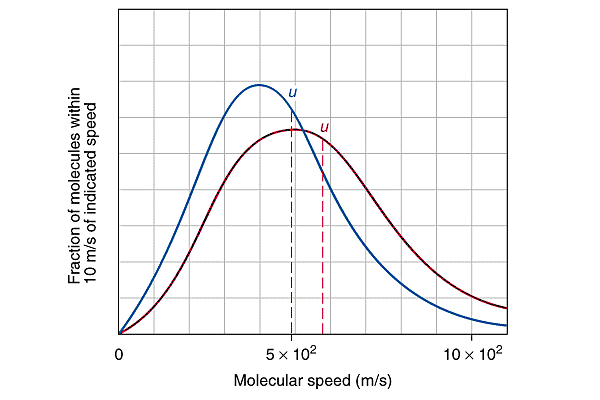 u
u
Fraction of molecules within
10 m/s of indicated speed
0
5 × 10²
10 × 10²
Molecular speed (m/s)